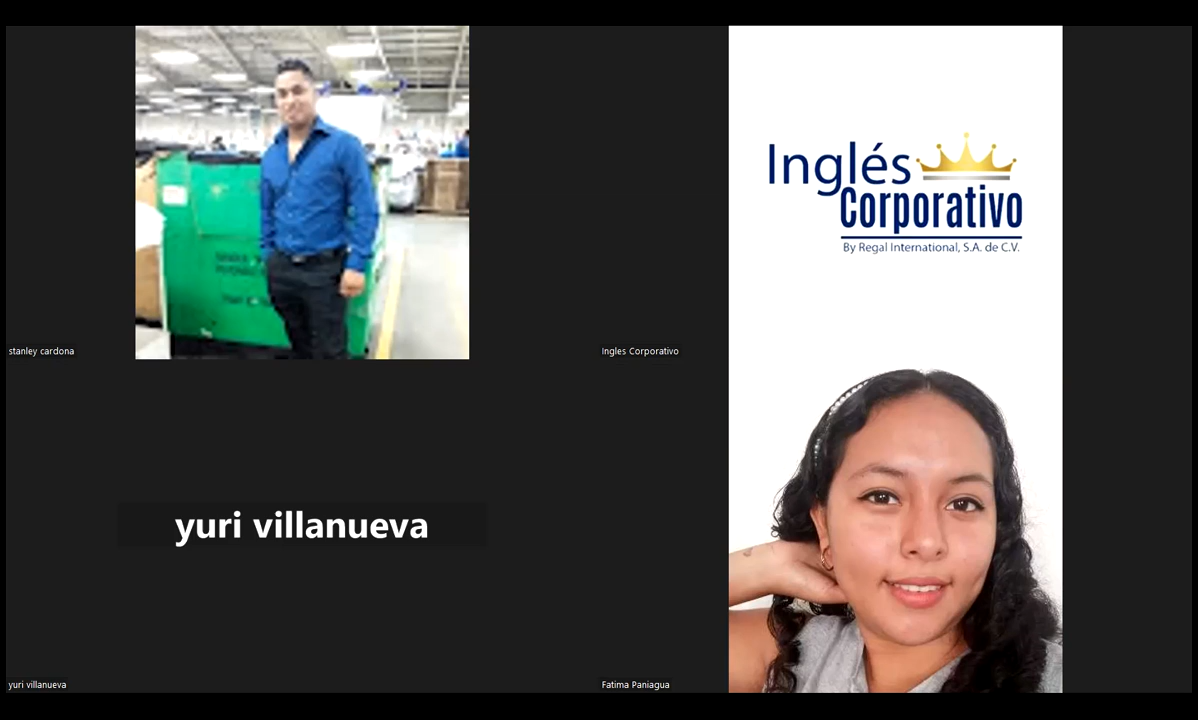 Inglés
Corporativo
By Regal International, S.A. de C.V.
stanley cardona
Ingles Corporativo
yuri villanueva
yuri villanueva
Fatima Paniagua